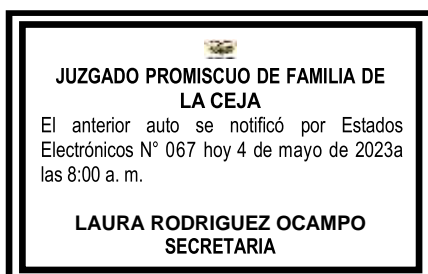 JUZGADO PROMISCUO DE FAMILIA DE
LA CEJA
El anterior auto se notificó por Estados
Electrónicos N° 067 hoy 4 de mayo de 2023a
las 8:00 a. m.
LAURA RODRIGUEZ OCAMPO
SECRETARIA